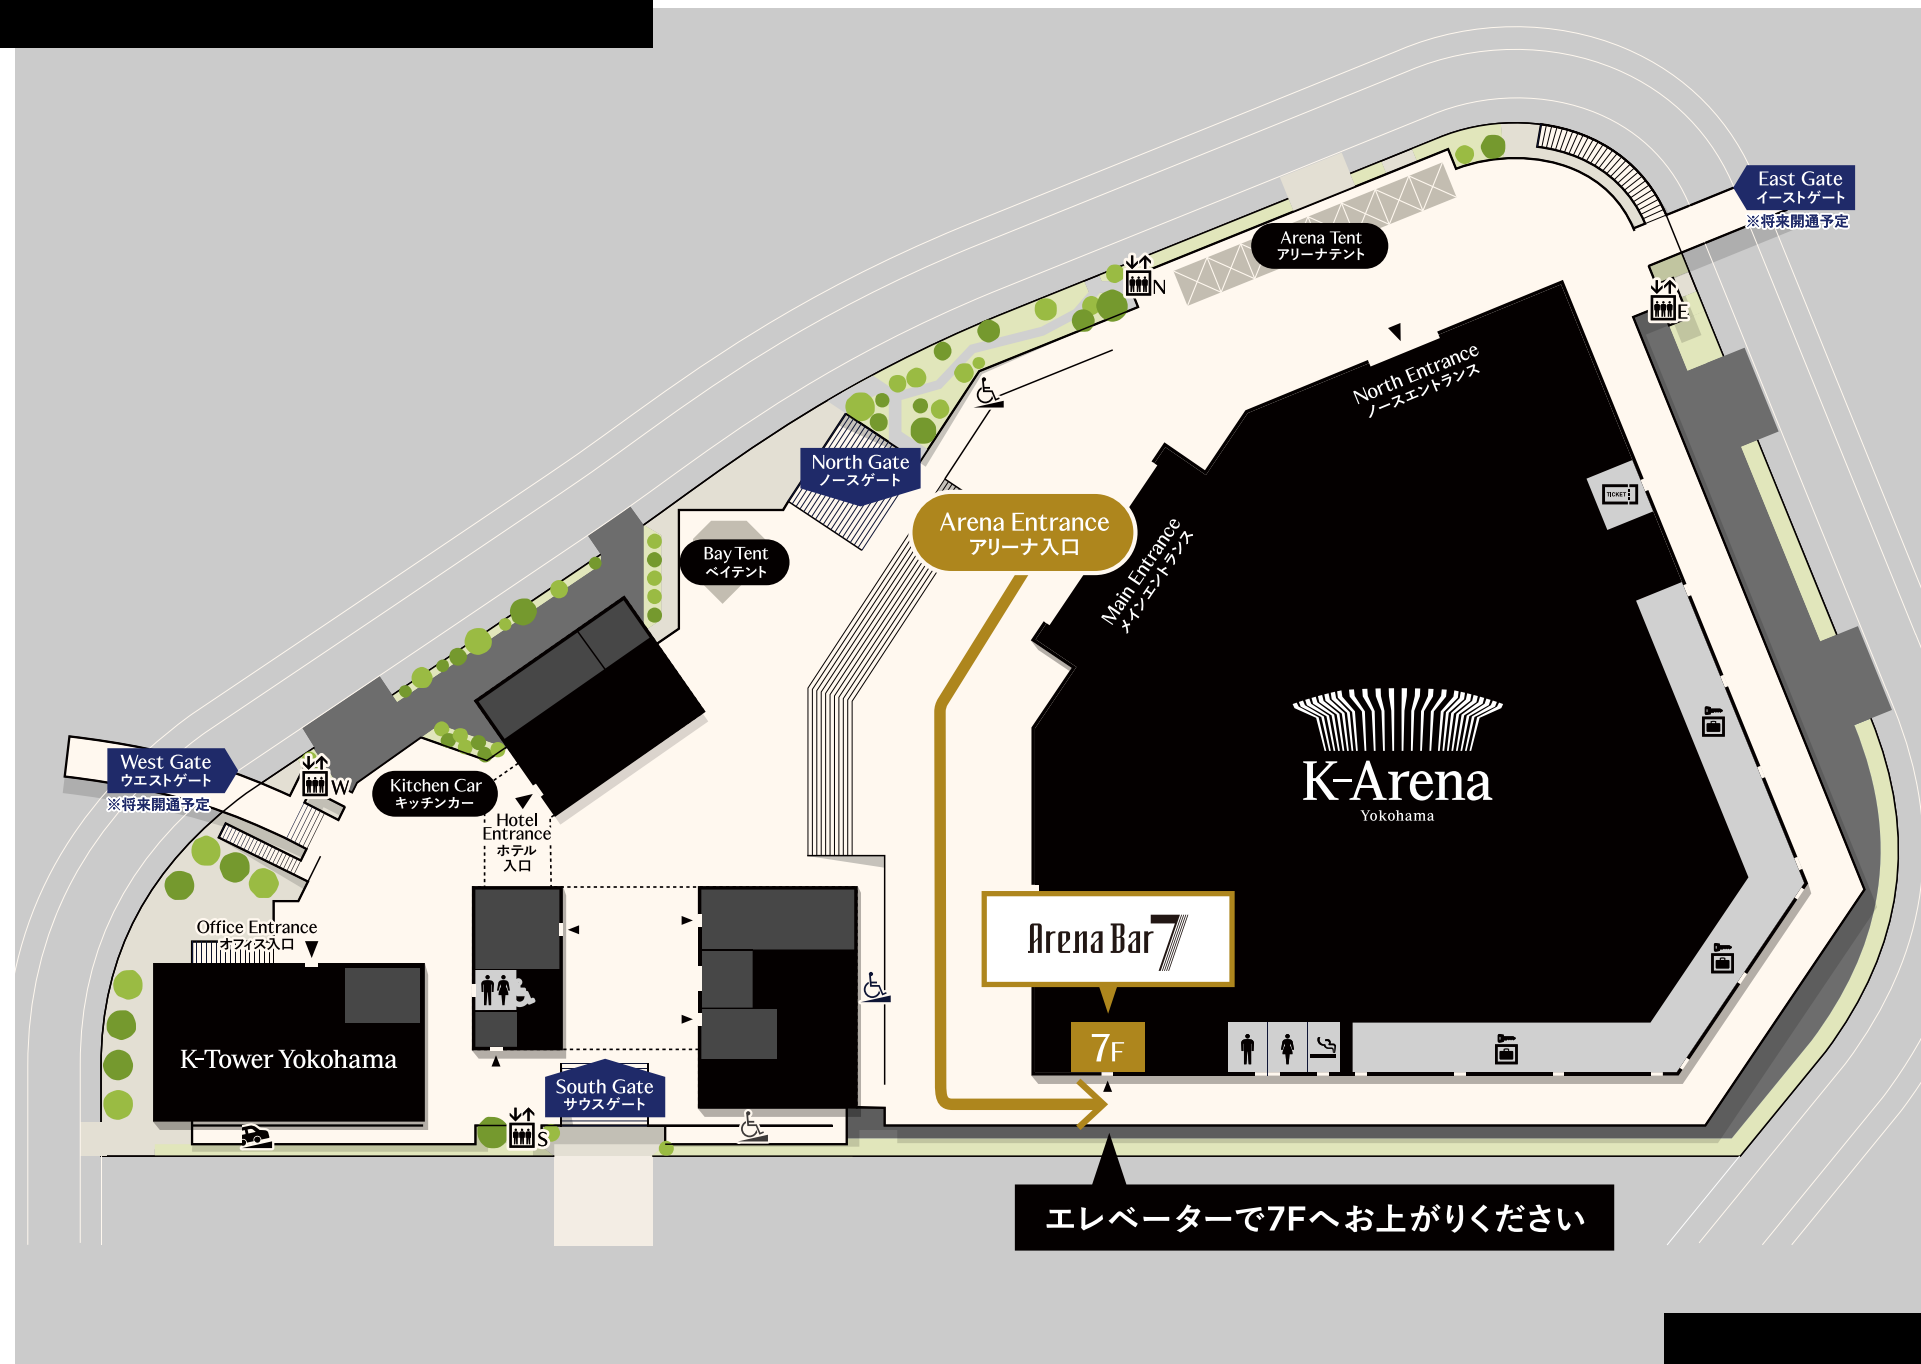 East Gate
イーストゲート
※将来開通予定
Arena Tent
アリーナテント
N
E
North Entrance
ノースエントランス
North Gate
ノースゲート
TICKET
Arena Entrance
アリーナ入口
Main Entrance
メインエントランス
Bay Tent
ベイテント
West Gate
ウエストゲート
※将来開通予定
W
Kitchen Car
キッチンカー
Hotel
Entrance
ホテル
入口
K-Arena
Yokohama
Office Entrance
オフィス入口
Arena Bar 7
K-Tower Yokohama
7F
South Gate
サウスゲート
S
エレベーターで7Fへお上がりください